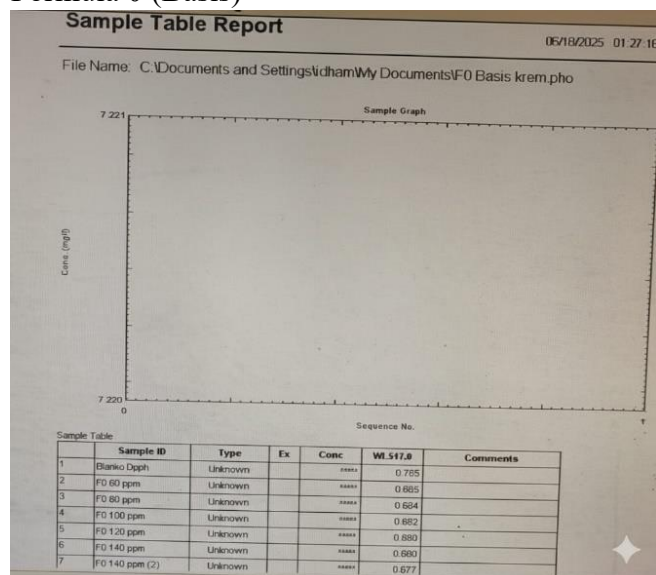 Formula 0 (Basis)
Sample Table Report
06/18/2025 01:27:16
File Name: C:\Documents and Settings\idham\My Documents\F0 Basis krem.pho
Sample Graph
7.221
Conc. (mg/l)
7.220
0
1
Sequence No.
Sample Table
Sample ID Type Ex Conc WL517.0 Comments
1 Blanko Dpph Unknown ***** 0.765
2 F0 60 ppm Unknown ***** 0.685
3 F0 80 ppm Unknown ***** 0.684
4 F0 100 ppm Unknown ***** 0.682
5 F0 120 ppm Unknown ***** 0.680
6 F0 140 ppm Unknown ***** 0.680
7 F0 140 ppm (2) Unknown ***** 0.677